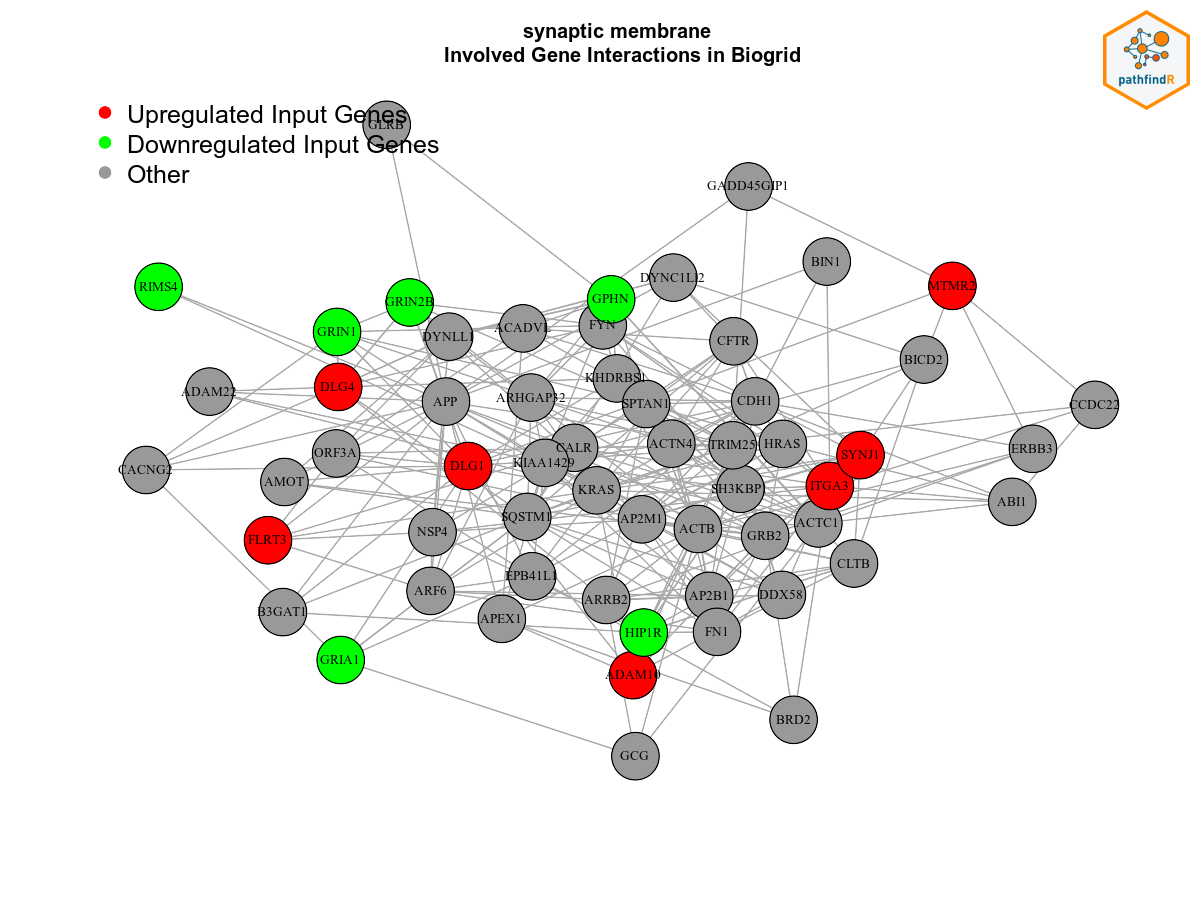 synaptic membrane
Involved Gene Interactions in Biogrid
pathfindR
Upregulated Input Genes
Downregulated Input Genes
Other
GLRB
GADD45GIP1
BIN1
DYNC1LI2
RIMS4
MTMR2
GRIN2B
GPHN
GRIN1
DYNLL1
ACADVL
FYN
CFTR
BICD2
DLG4
ADAM22
KHDRBS1
APP
ARHGAP32
SPTAN1
CDH1
CCDC22
ORF3A
CALR
ACTN4
TRIM25
HRAS
ERBB3
SYNJ1
CACNG2
DLG1
KIAA1429
AMOT
KRAS
SH3KBP1
ITGA3
ABI1
SQSTM1
AP2M1
ACTB
ACTC1
FLRT3
NSP4
GRB2
CLTB
EPB41L1
ARF6
ARRB2
AP2B1
DDX58
B3GAT1
APEX1
HIP1R
FN1
GRIA1
ADAM10
BRD2
GCG